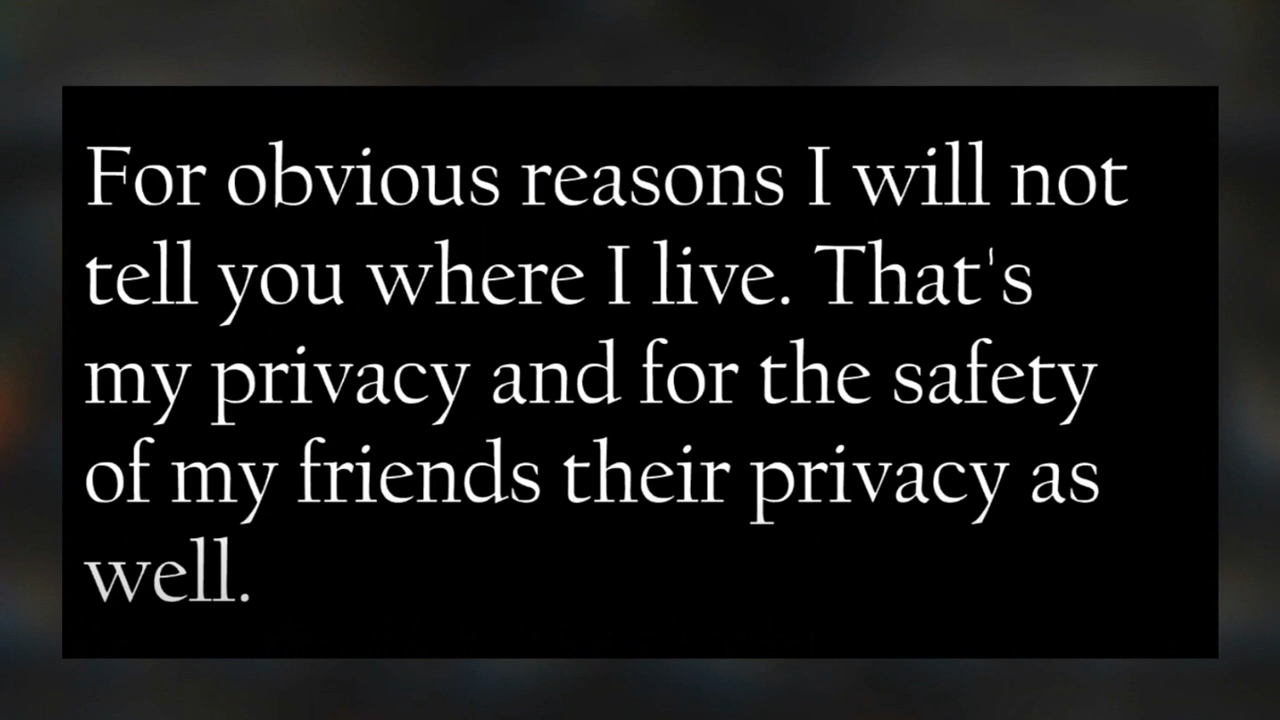 For obvious reasons I will not
tell you where I live. That's
my privacy and for the safety
of my friends their privacy as
well.